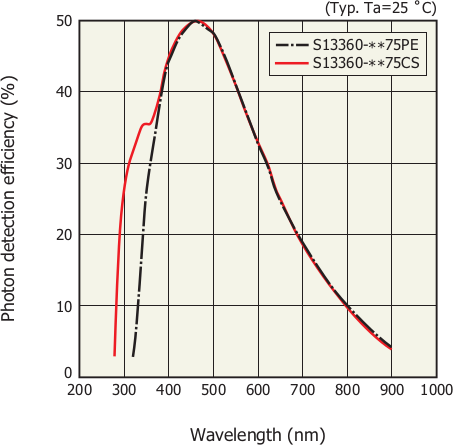 (Typ. Ta=25 ˚C)
50
S13360-**75PE
S13360-**75CS
40
30
20
10
0
Photon detection efficiency (%)
200 300 400 500 600 700 800 900 1000
Wavelength (nm)